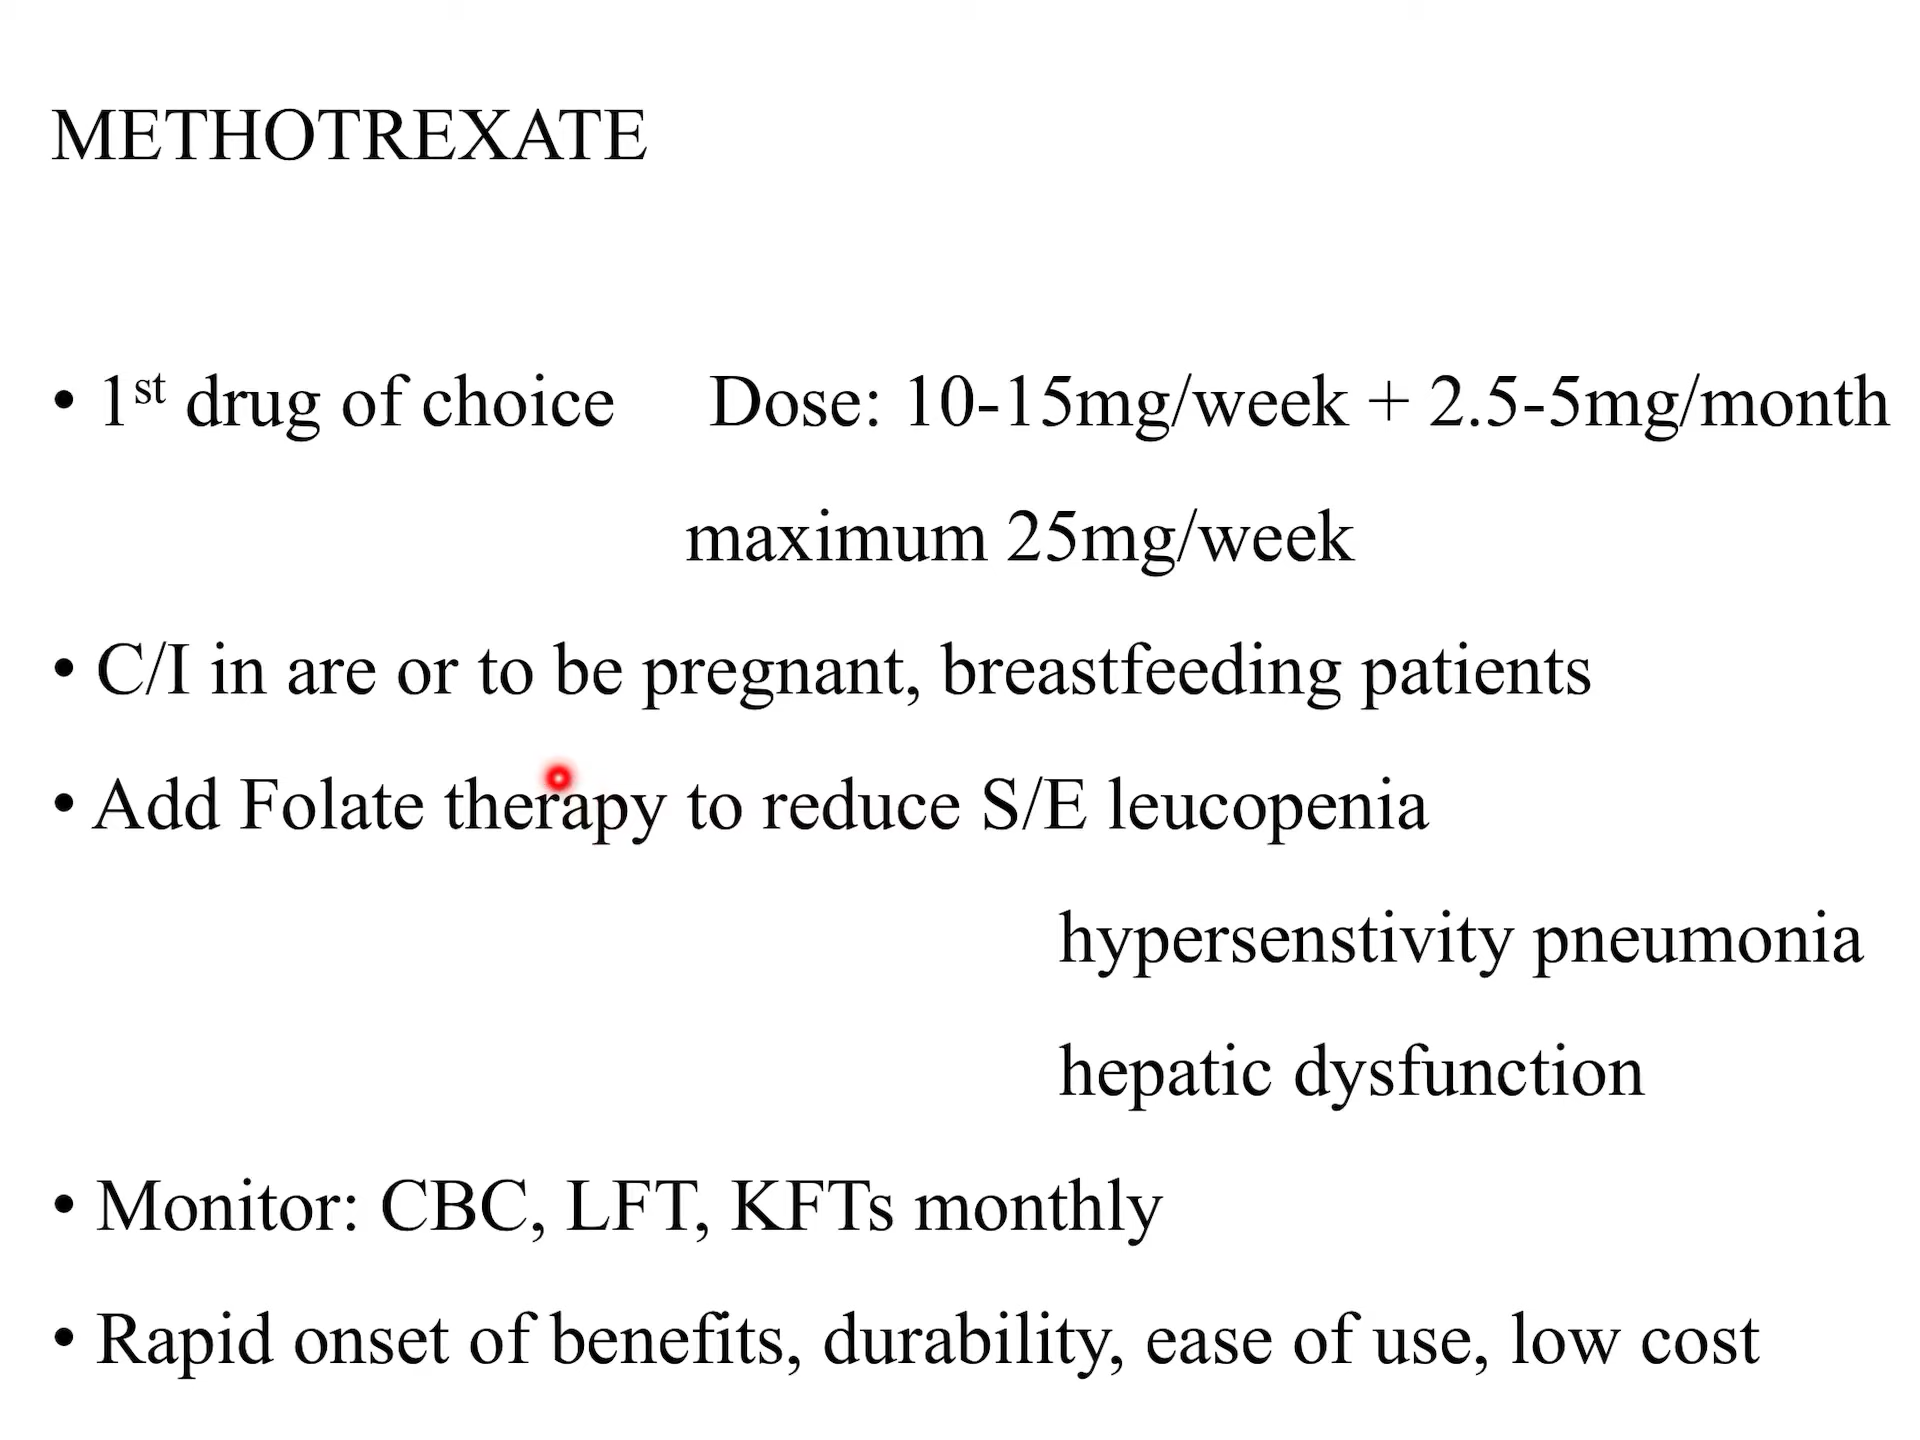 METHOTREXATE
• 1st drug of choice Dose: 10-15mg/week + 2.5-5mg/month
maximum 25mg/week
• C/I in are or to be pregnant, breastfeeding patients
• Add Folate therapy to reduce S/E leucopenia
hypersenstivity pneumonia
hepatic dysfunction
• Monitor: CBC, LFT, KFTs monthly
• Rapid onset of benefits, durability, ease of use, low cost